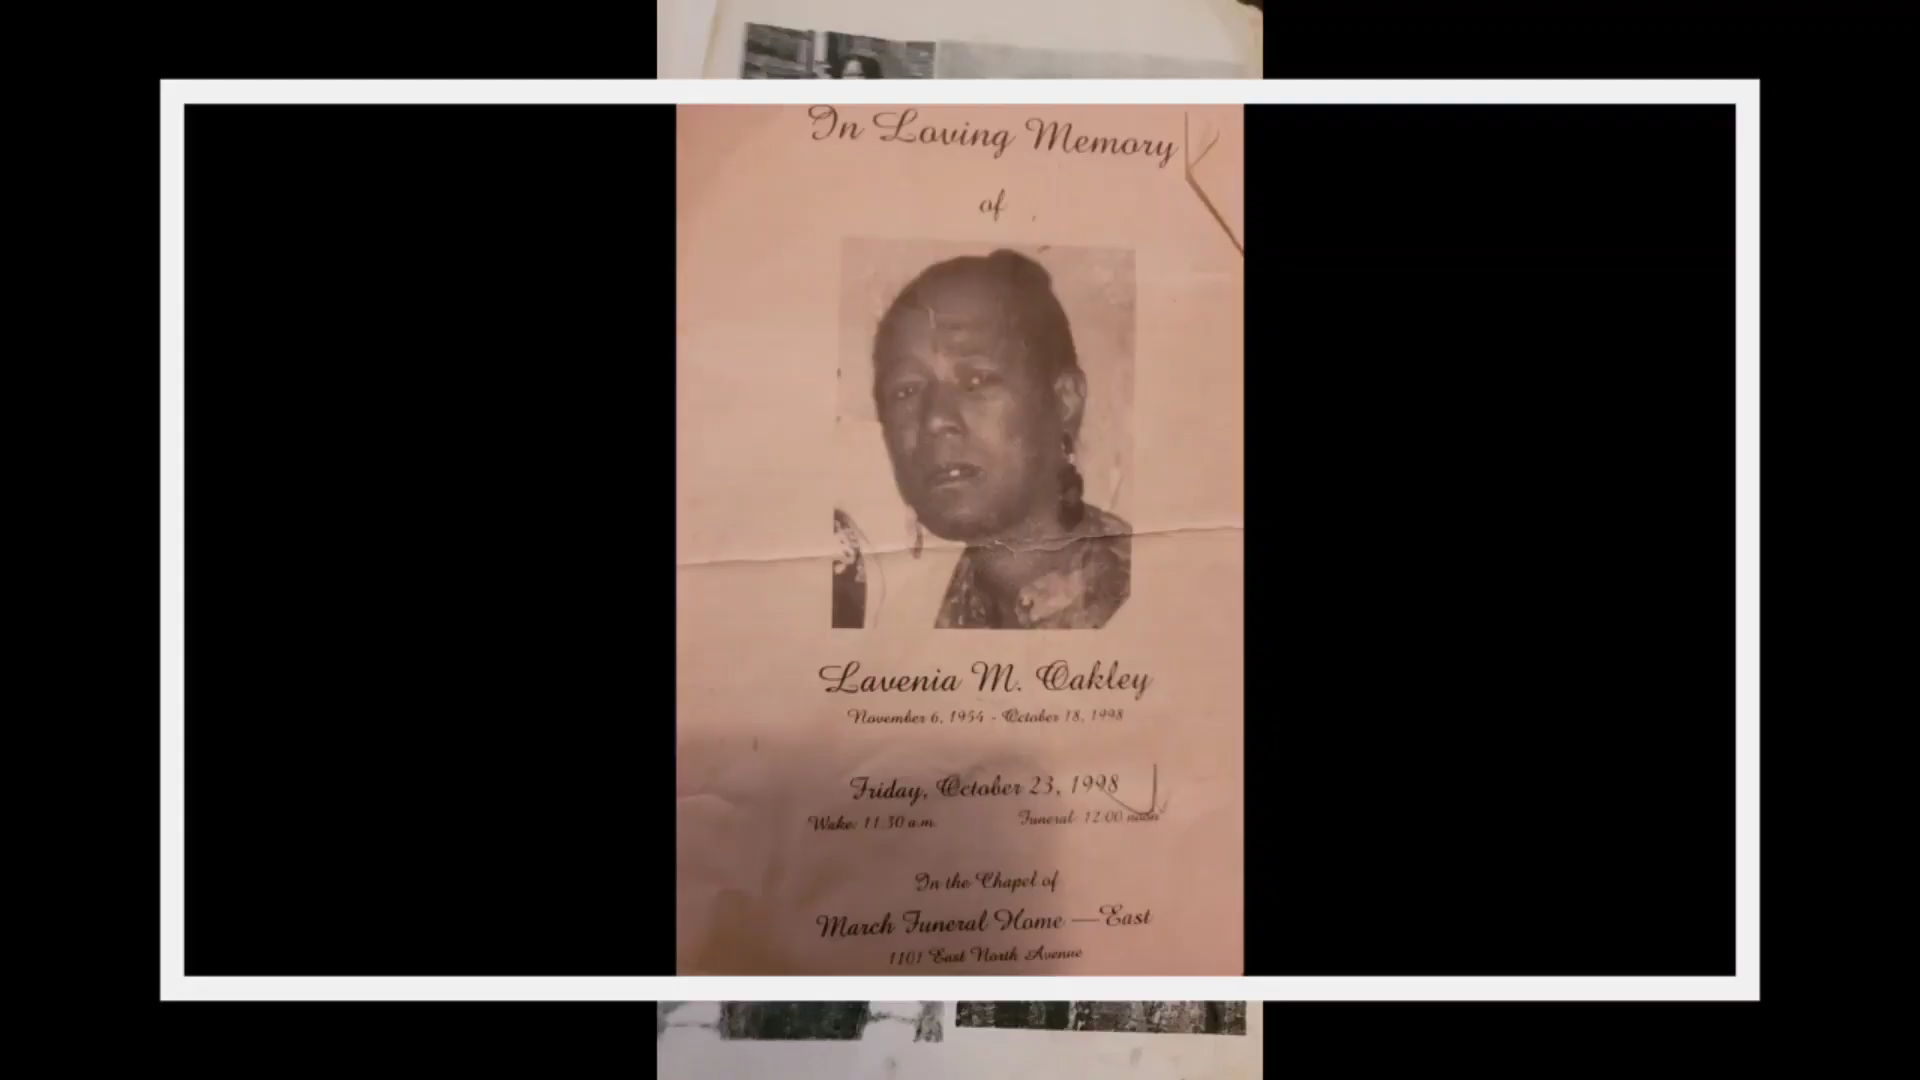 In Loving Memory
of
Lavenia M. Oakley
November 6, 1954 - October 18, 1998
Friday, October 23, 1998
Wake: 11:30 a.m. Funeral: 12:00 noon
In the Chapel of
March Funeral Home —East
1101 East North Avenue